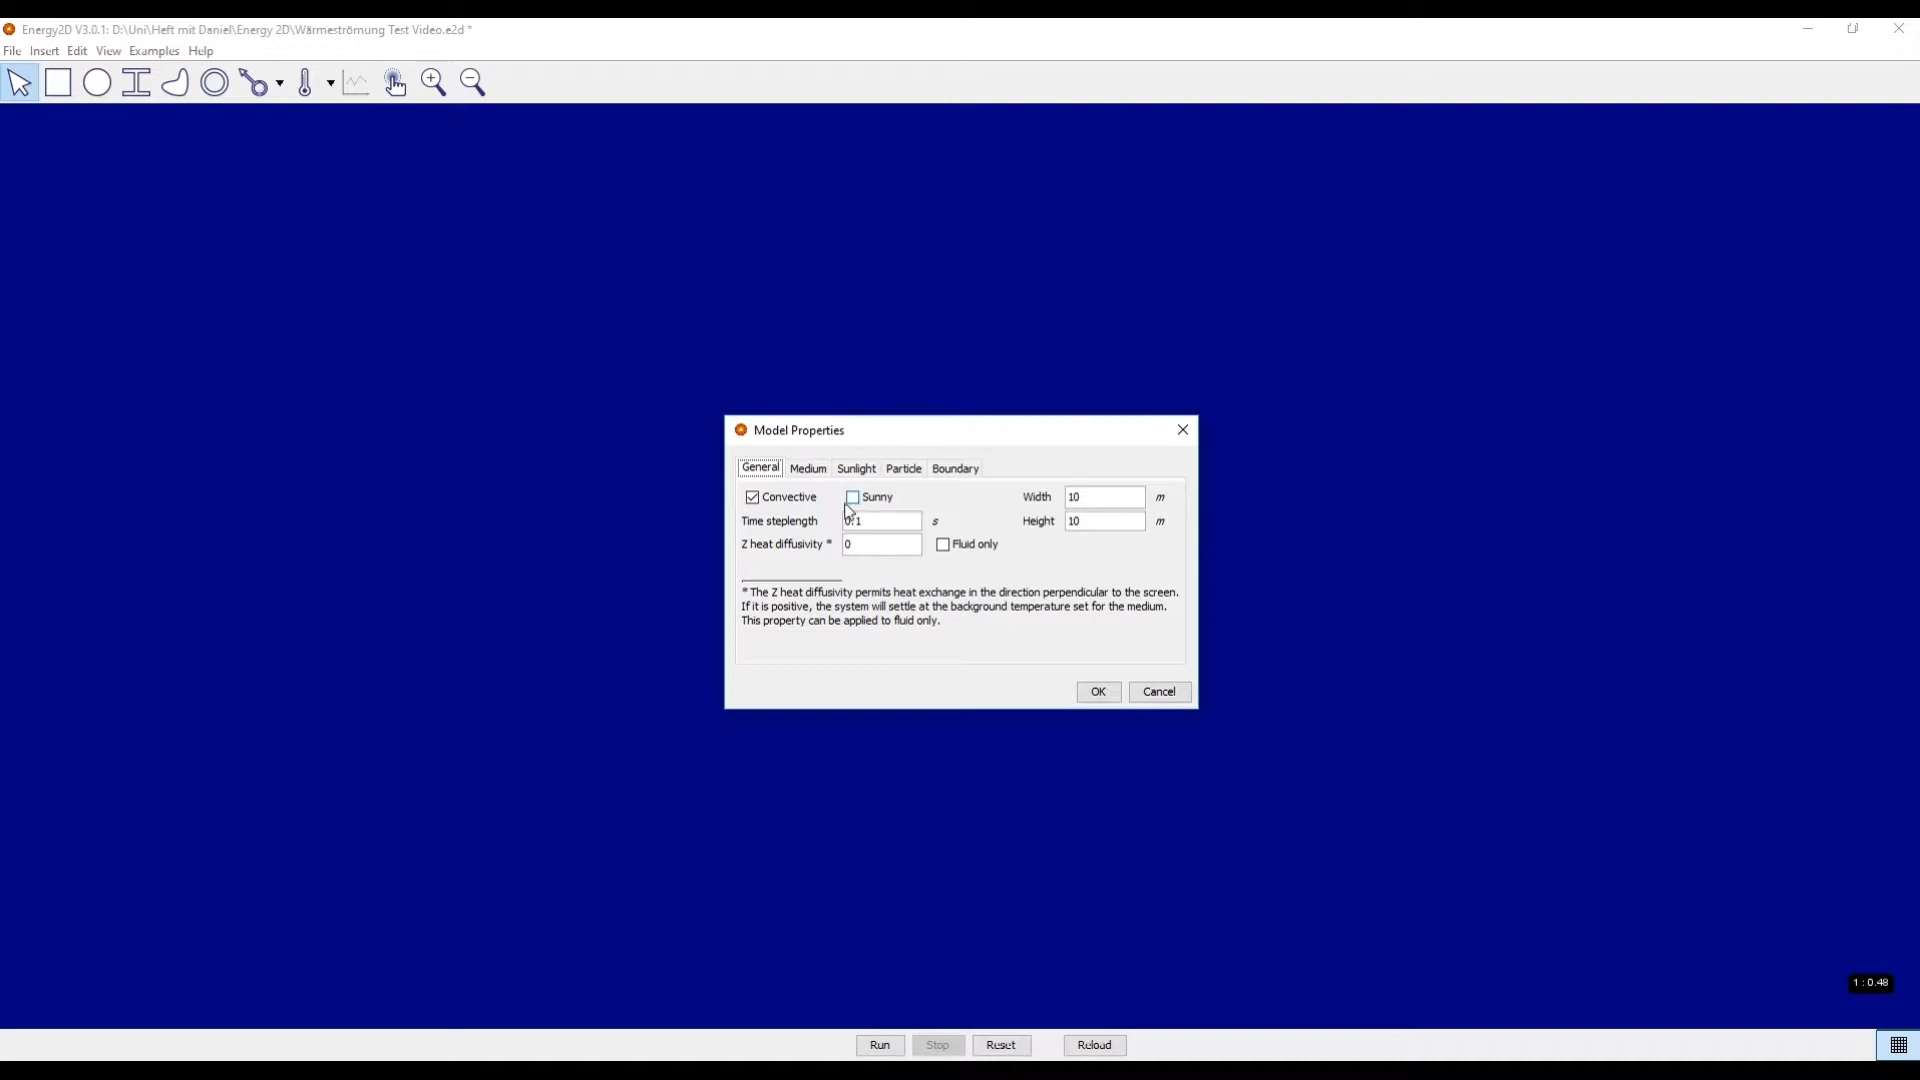 Energy2D V3.0.1: D:\Uni\Heft mit Daniel\Energy 2D\Wärmeströmung Test Video.e2d *
File Insert Edit View Examples Help
Model Properties
General Medium Sunlight Particle Boundary
Convective Sunny Width 10 m
Time steplength 0.1 s Height 10 m
Z heat diffusivity * 0 Fluid only
* The Z heat diffusivity permits heat exchange in the direction perpendicular to the screen.
If it is positive, the system will settle at the background temperature set for the medium.
This property can be applied to fluid only.
OK Cancel
1 : 0.48
Run Stop Reset Reload